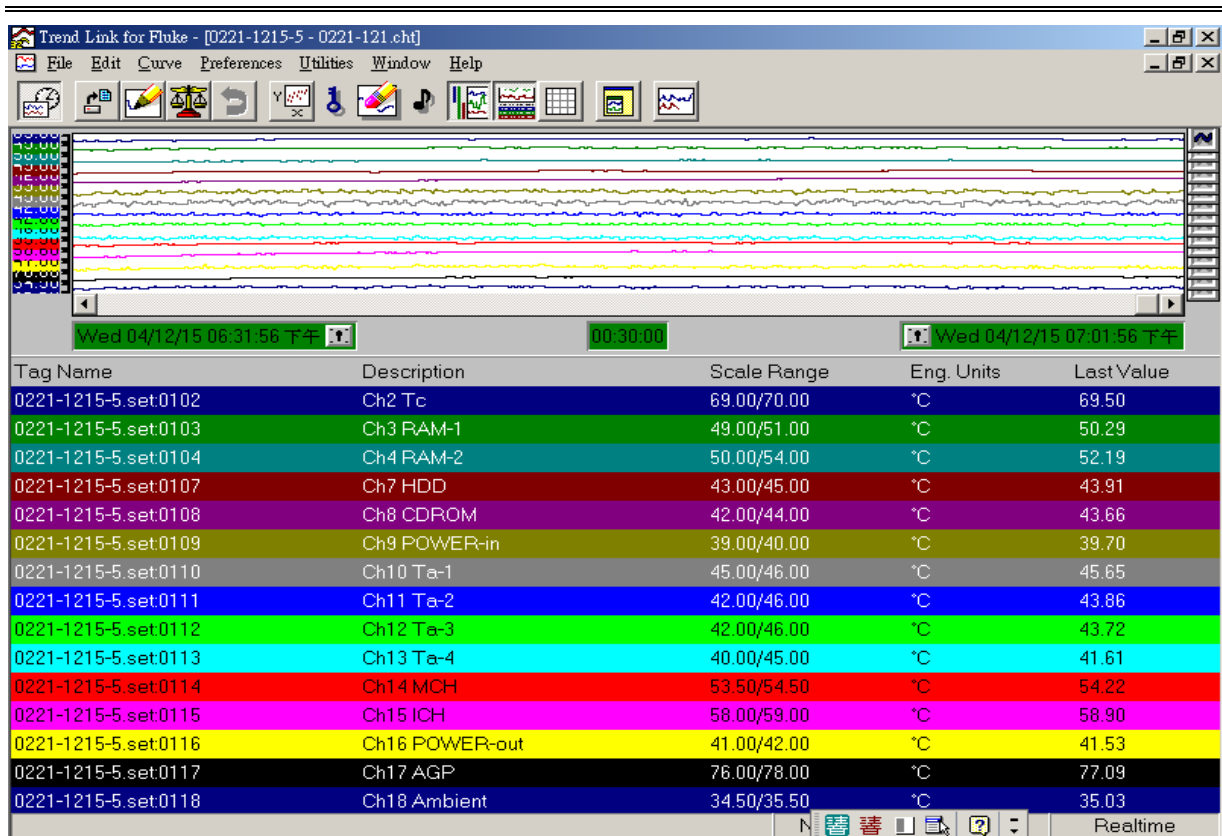 Trend Link for Fluke - [0221-1215-5 - 0221-121.cht]
File Edit Curve Preferences Utilities Window Help
Wed 04/12/15 06:31:56 下午 00:30:00 Wed 04/12/15 07:01:56 下午
Tag Name Description Scale Range Eng. Units Last Value
0221-1215-5.set:0102 Ch2 Tc 69.00/70.00 °C 69.50
0221-1215-5.set:0103 Ch3 RAM-1 49.00/51.00 °C 50.29
0221-1215-5.set:0104 Ch4 RAM-2 50.00/54.00 °C 52.19
0221-1215-5.set:0107 Ch7 HDD 43.00/45.00 °C 43.91
0221-1215-5.set:0108 Ch8 CDROM 42.00/44.00 °C 43.66
0221-1215-5.set:0109 Ch9 POWER-in 39.00/40.00 °C 39.70
0221-1215-5.set:0110 Ch10 Ta-1 45.00/46.00 °C 45.65
0221-1215-5.set:0111 Ch11 Ta-2 42.00/46.00 °C 43.86
0221-1215-5.set:0112 Ch12 Ta-3 42.00/46.00 °C 43.72
0221-1215-5.set:0113 Ch13 Ta-4 40.00/45.00 °C 41.61
0221-1215-5.set:0114 Ch14 MCH 53.50/54.50 °C 54.22
0221-1215-5.set:0115 Ch15 ICH 58.00/59.00 °C 58.90
0221-1215-5.set:0116 Ch16 POWER-out 41.00/42.00 °C 41.53
0221-1215-5.set:0117 Ch17 AGP 76.00/78.00 °C 77.09
0221-1215-5.set:0118 Ch18 Ambient 34.50/35.50 °C 35.03
Realtime